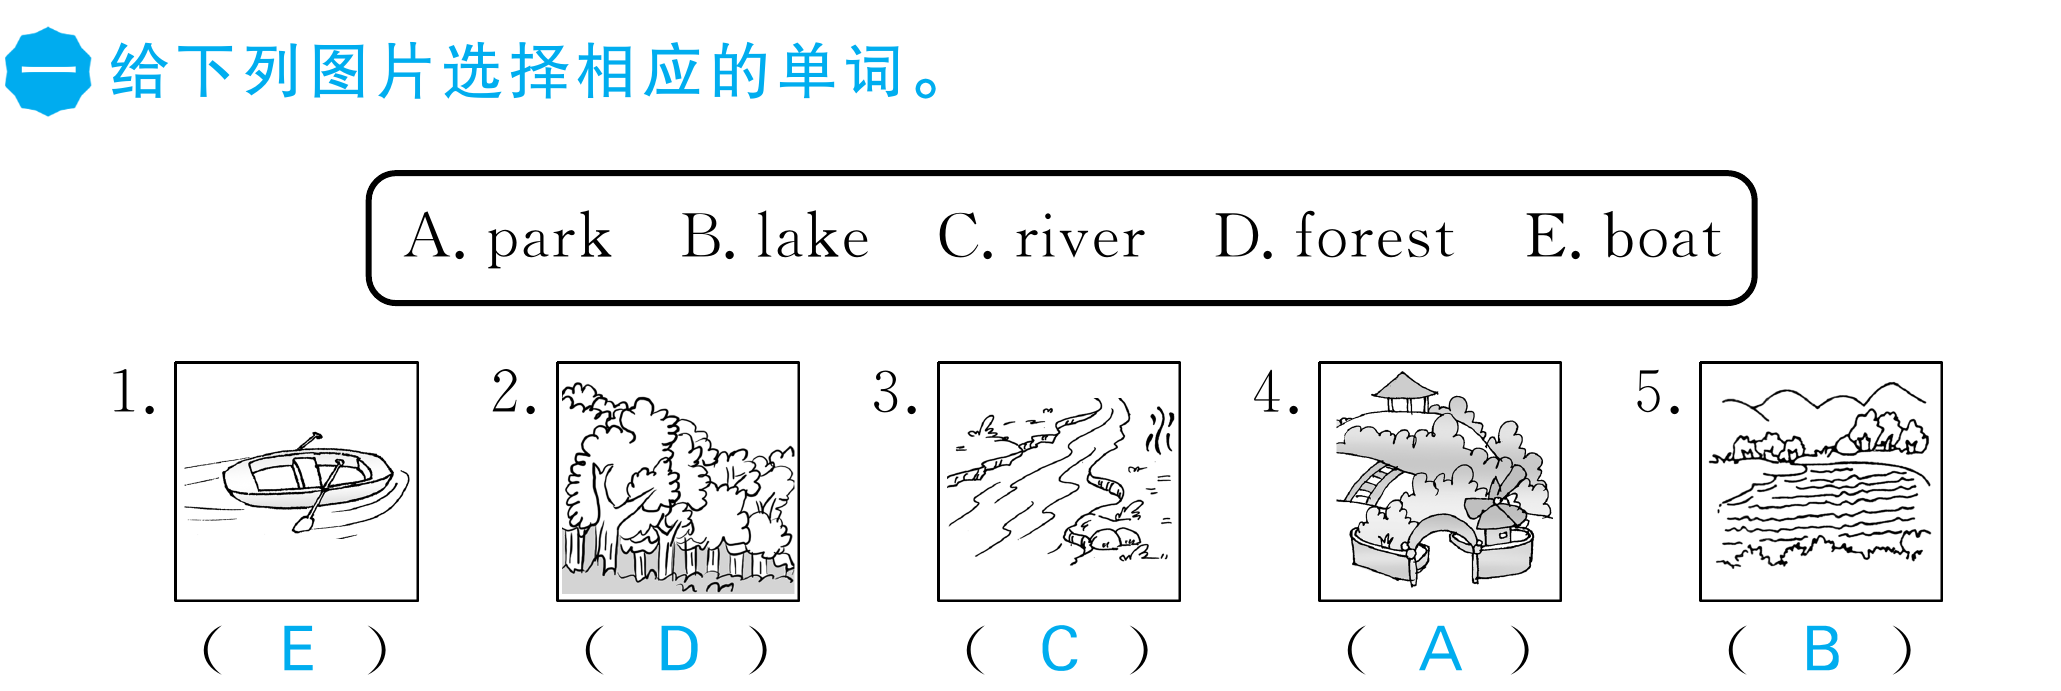 一 给下列图片选择相应的单词。
A. park B. lake C. river D. forest E. boat
1. 2. 3. 4. 5.
( E ) ( D ) ( C ) ( A ) ( B )